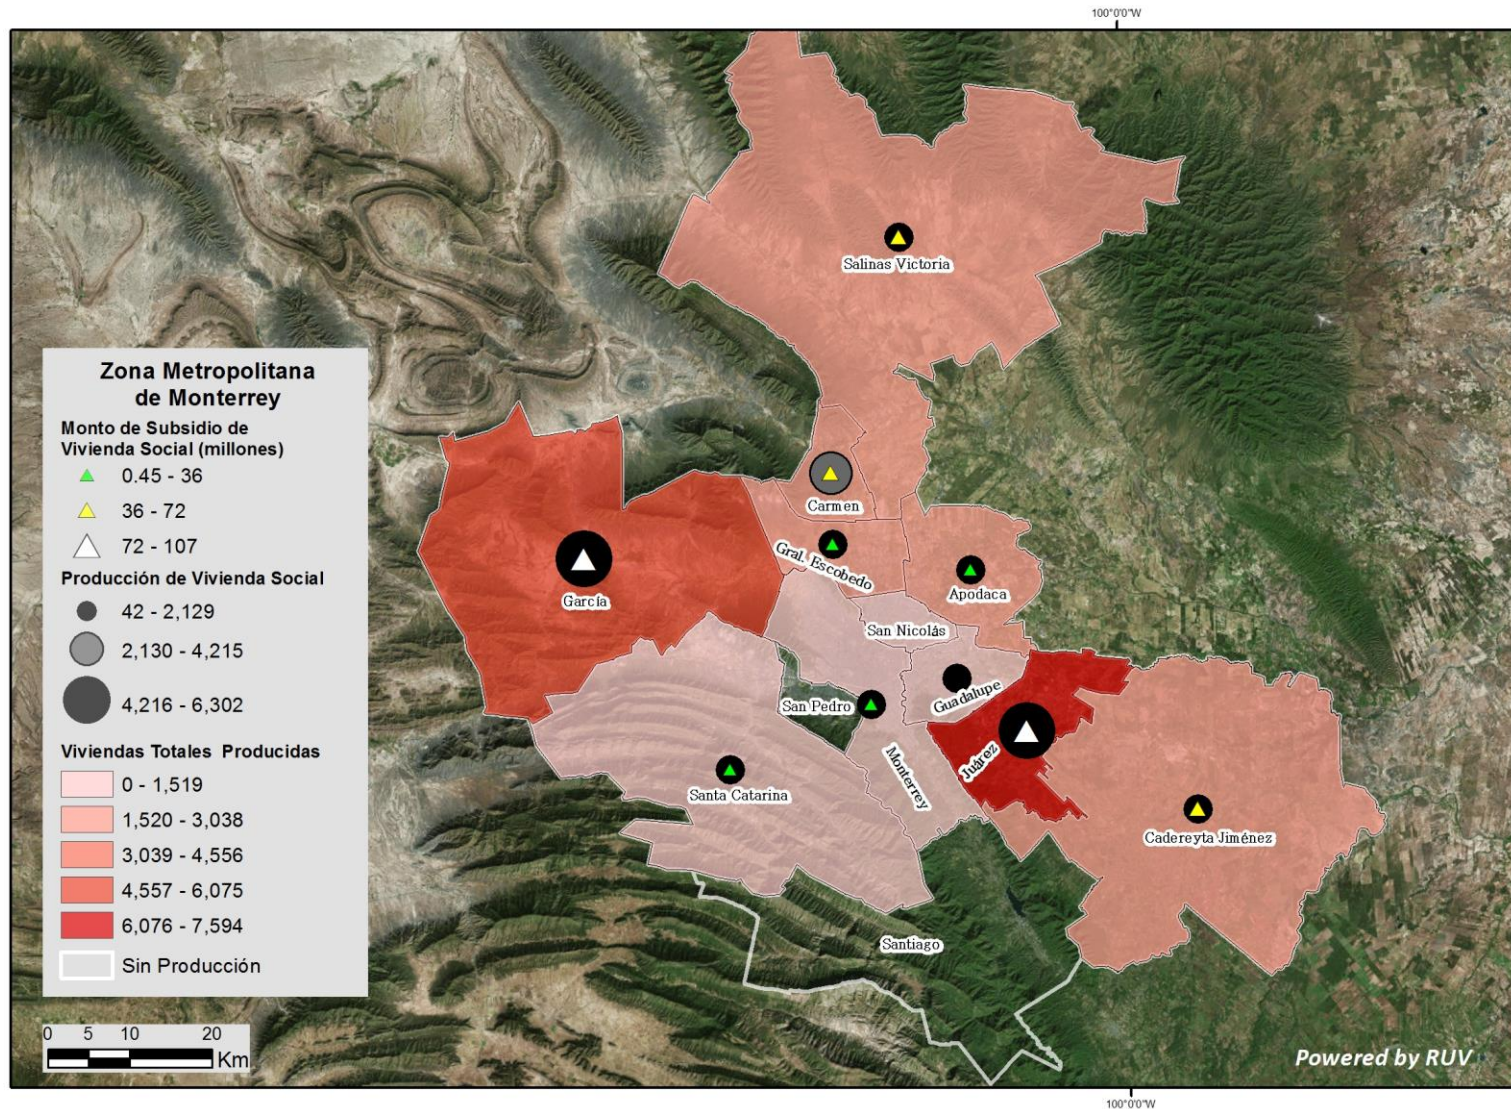 100°0'0"W
Salinas Victoria
Zona Metropolitana
de Monterrey
Monto de Subsidio de
Vivienda Social (millones)
0.45 - 36
36 - 72
72 - 107
Producción de Vivienda Social
42 - 2,129
2,130 - 4,215
4,216 - 6,302
Viviendas Totales Producidas
0 - 1,519
1,520 - 3,038
3,039 - 4,556
4,557 - 6,075
6,076 - 7,594
Sin Producción
Carmen
Gral. Escobedo
García
Apodaca
San Nicolás
San Pedro
Guadalupe
Juárez
Monterrey
Santa Catarina
Cadereyta Jiménez
Santiago
0 5 10 20
Km
Powered by RUV
100°0'0"W